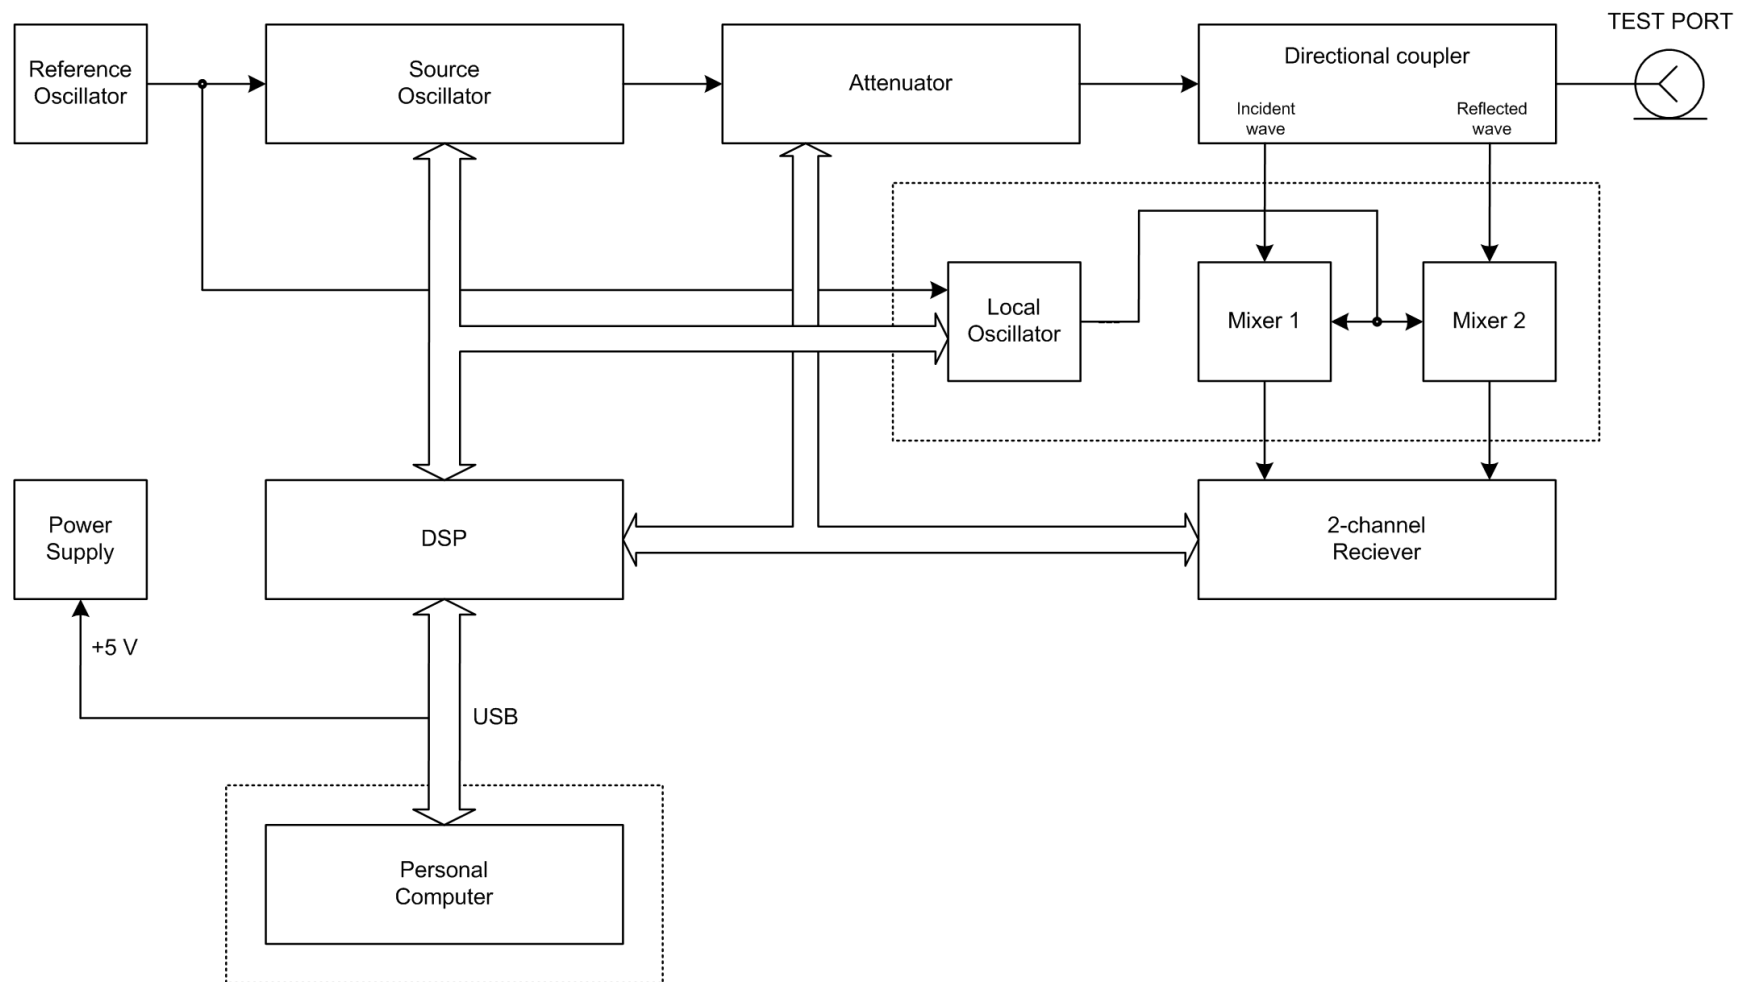 TEST PORT
Reference
Oscillator
Source
Oscillator
Attenuator
Directional coupler
Incident
wave
Reflected
wave
Local
Oscillator
Mixer 1
Mixer 2
Power
Supply
DSP
2-channel
Reciever
+5 V
USB
Personal
Computer